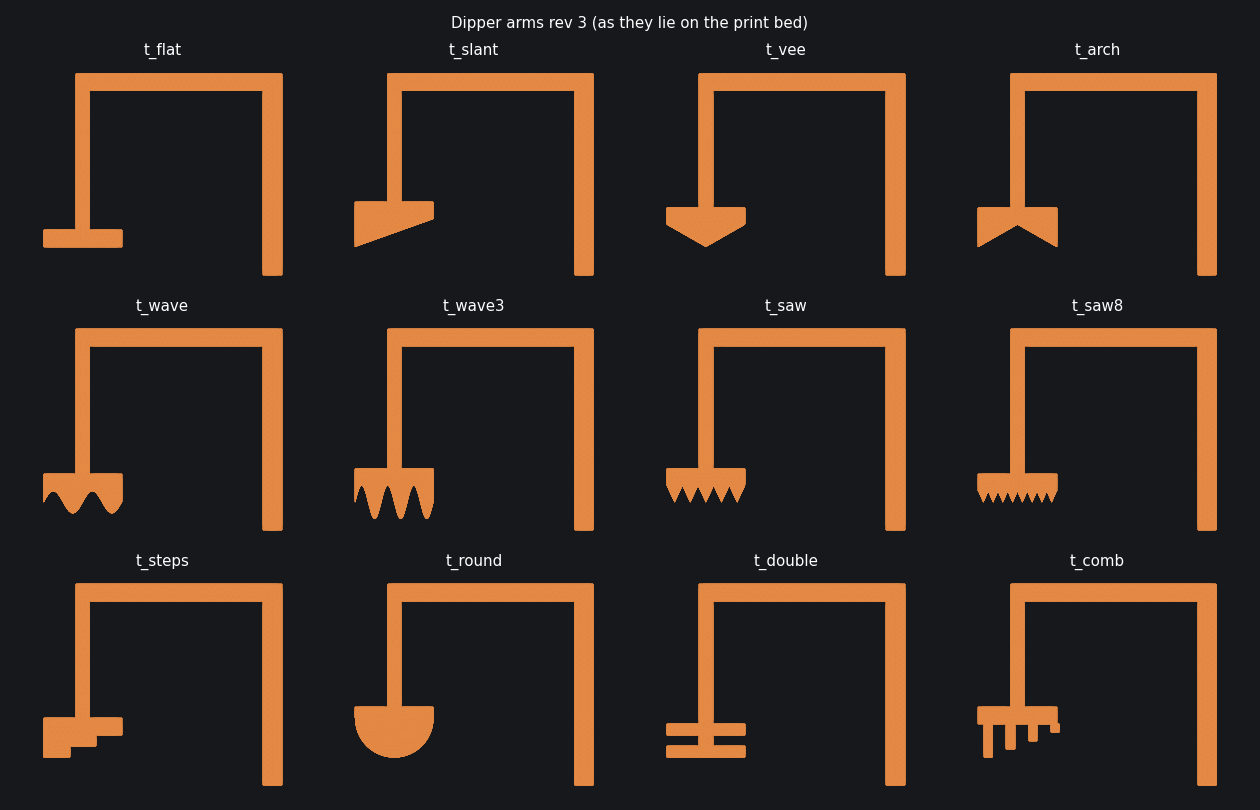 Dipper arms rev 3 (as they lie on the print bed)
t_flat
t_slant
t_vee
t_arch
t_wave
t_wave3
t_saw
t_saw8
t_steps
t_round
t_double
t_comb